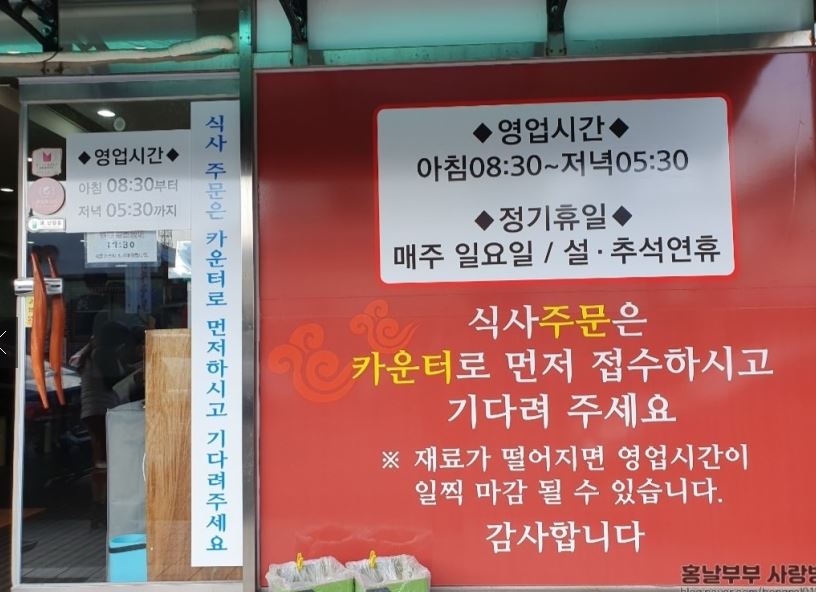 ◆영업시간◆
아침 08:30부터
저녁 05:30까지
17:30
식사 주문은 카운터로 먼저하시고 기다려주세요
◆영업시간◆
아침08:30~저녁05:30
◆정기휴일◆
매주 일요일 / 설·추석연휴
식사주문은
카운터로 먼저 접수하시고
기다려 주세요
※ 재료가 떨어지면 영업시간이
일찍 마감 될 수 있습니다.
감사합니다
홍날부부 사랑방